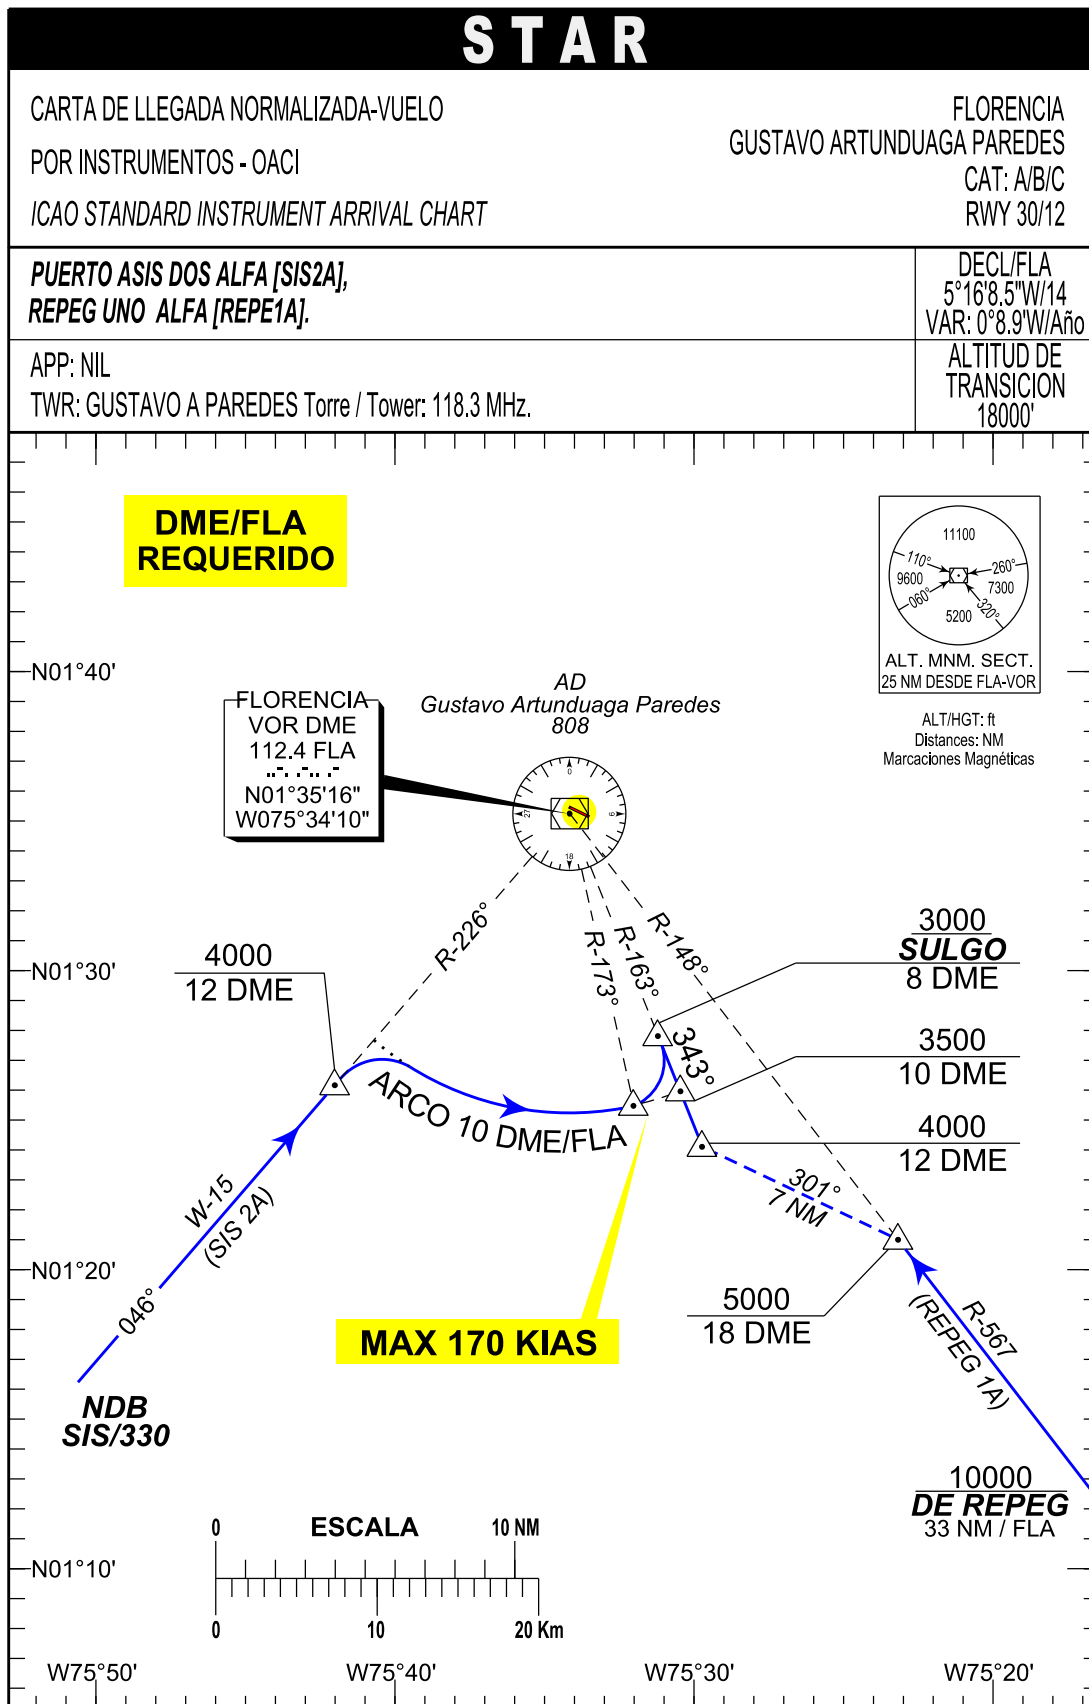 STAR
CARTA DE LLEGADA NORMALIZADA-VUELO
POR INSTRUMENTOS - OACI
ICAO STANDARD INSTRUMENT ARRIVAL CHART
FLORENCIA
GUSTAVO ARTUNDUAGA PAREDES
CAT: A/B/C
RWY 30/12
PUERTO ASIS DOS ALFA [SIS2A],
REPEG UNO ALFA [REPE1A].
DECL/FLA
5°16'8.5"W/14
VAR: 0°8.9'W/Año
APP: NIL
TWR: GUSTAVO A PAREDES Torre / Tower: 118.3 MHz.
ALTITUD DE
TRANSICION
18000'
DME/FLA
REQUERIDO
11100
110°
260°
9600
7300
060°
320°
5200
ALT. MNM. SECT.
25 NM DESDE FLA-VOR
ALT/HGT: ft
Distances: NM
Marcaciones Magnéticas
N01°40'
FLORENCIA
VOR DME
112.4 FLA
N01°35'16"
W075°34'10"
AD
Gustavo Artunduaga Paredes
808
0
27
9
18
R-226°
R-173°
R-163°
R-148°
3000
SULGO
8 DME
4000
12 DME
N01°30'
343°
3500
10 DME
ARCO 10 DME/FLA
4000
12 DME
301°
7 NM
W-15
(SIS 2A)
046°
N01°20'
5000
18 DME
R-567
(REPEG 1A)
MAX 170 KIAS
NDB
SIS/330
10000
DE REPEG
33 NM / FLA
0
ESCALA
10 NM
N01°10'
0
10
20 Km
W75°50'
W75°40'
W75°30'
W75°20'